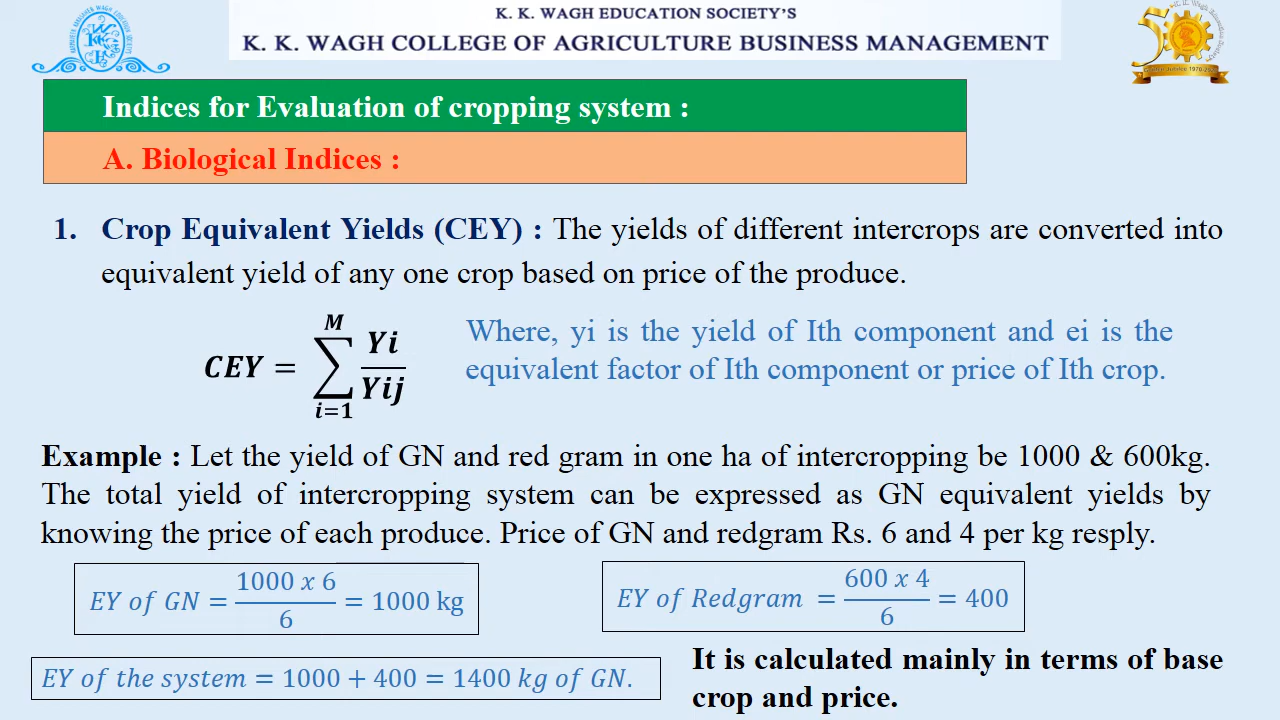 K. K. WAGH EDUCATION SOCIETY'S
K. K. WAGH COLLEGE OF AGRICULTURE BUSINESS MANAGEMENT
Indices for Evaluation of cropping system :
A. Biological Indices :
1. Crop Equivalent Yields (CEY) : The yields of different intercrops are converted into
equivalent yield of any one crop based on price of the produce.
CEY = ∑_{i=1}^{M} Yi/Yij
Where, yi is the yield of Ith component and ei is the
equivalent factor of Ith component or price of Ith crop.
Example : Let the yield of GN and red gram in one ha of intercropping be 1000 & 600kg.
The total yield of intercropping system can be expressed as GN equivalent yields by
knowing the price of each produce. Price of GN and redgram Rs. 6 and 4 per kg resply.
EY of GN = (1000 x 6)/6 = 1000 kg
EY of Redgram = (600 x 4)/6 = 400
EY of the system = 1000 + 400 = 1400 kg of GN.
It is calculated mainly in terms of base
crop and price.